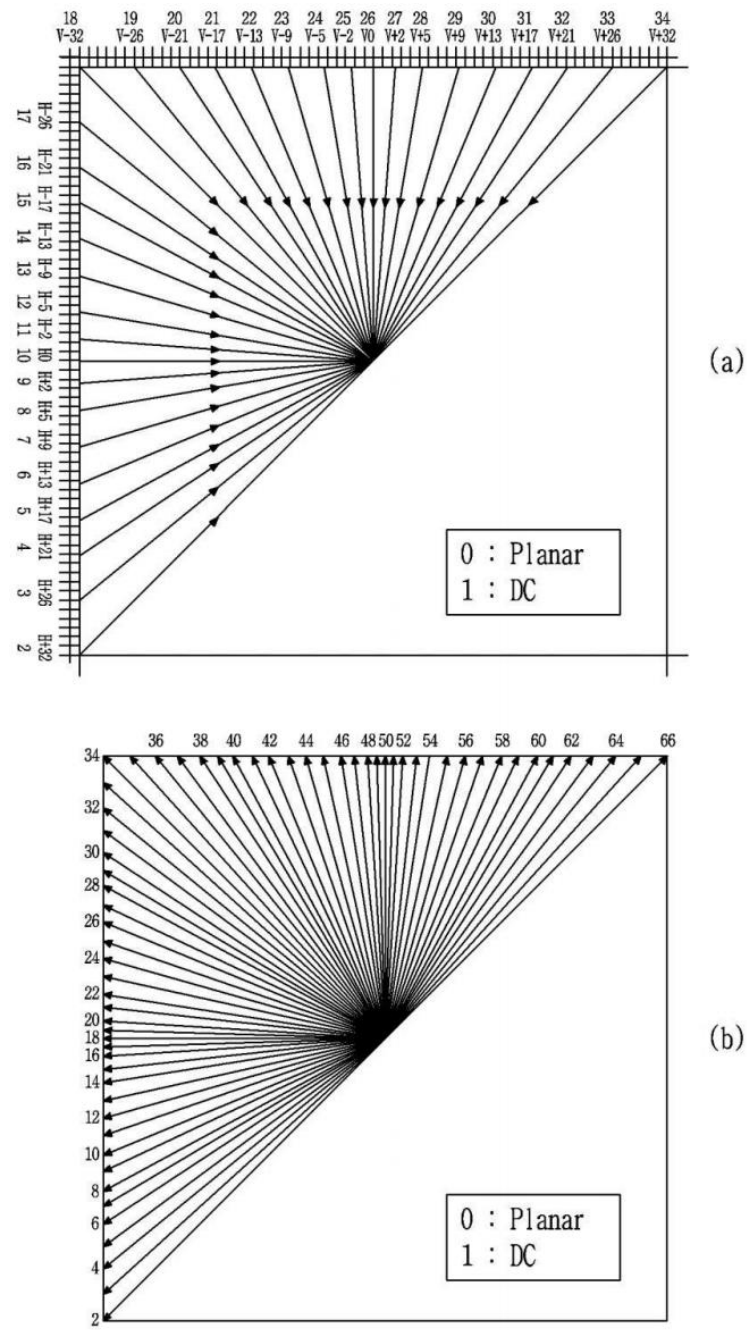 18 19 20 21 22 23 24 25 26 27 28 29 30 31 32 33 34
V-32 V-26 V-21 V-17 V-13 V-9 V-5 V-2 V0 V+2 V+5 V+9 V+13 V+17 V+21 V+26 V+32
17 H-26
16 H-21
15 H-17
14 H-13
13 H-9
12 H-5
11 H-2
10 H0
9 H+2
8 H+5
7 H+9
6 H+13
5 H+17
4 H+21
3 H+26
2 H+32
(a)
0 : Planar
1 : DC
34 36 38 40 42 44 46 48 50 52 54 56 58 60 62 64 66
32
30
28
26
24
22
20
18
16
14
12
10
8
6
4
2
(b)
0 : Planar
1 : DC